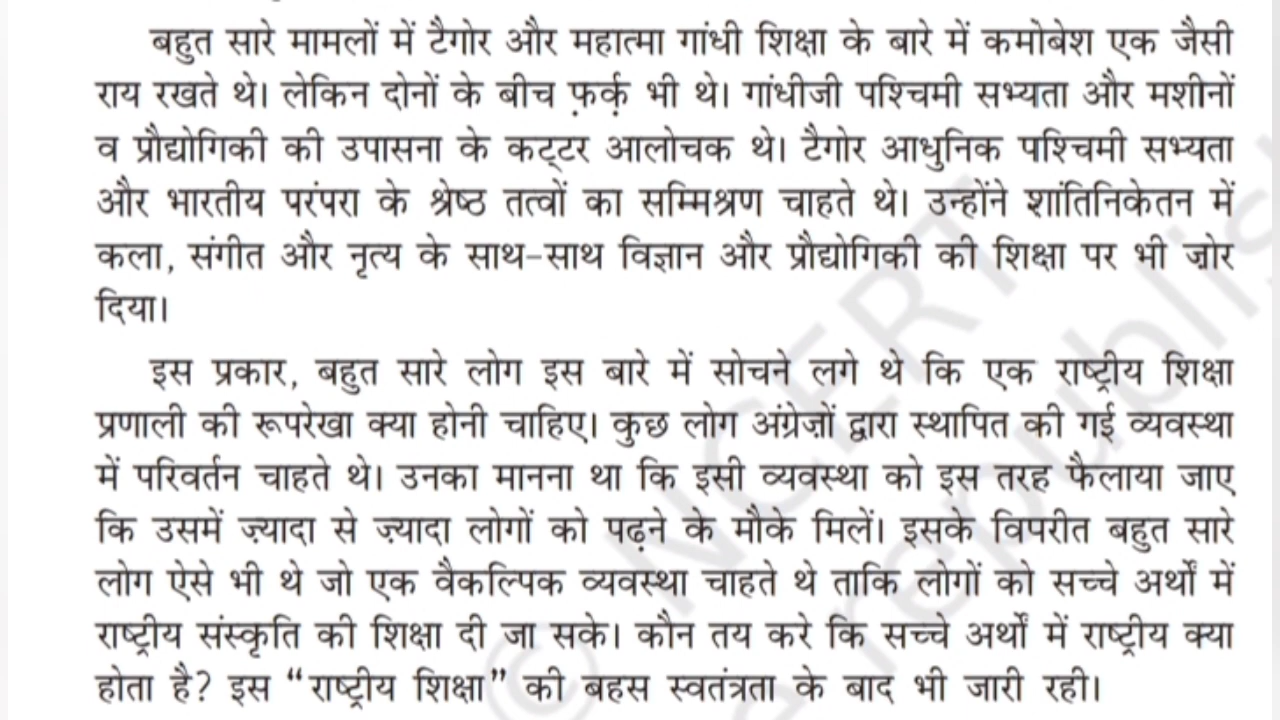 बहुत सारे मामलों में टैगोर और महात्मा गांधी शिक्षा के बारे में कमोबेश एक जैसी
राय रखते थे। लेकिन दोनों के बीच फ़र्क़ भी थे। गांधीजी पश्चिमी सभ्यता और मशीनों
व प्रौद्योगिकी की उपासना के कट्टर आलोचक थे। टैगोर आधुनिक पश्चिमी सभ्यता
और भारतीय परंपरा के श्रेष्ठ तत्वों का सम्मिश्रण चाहते थे। उन्होंने शांतिनिकेतन में
कला, संगीत और नृत्य के साथ-साथ विज्ञान और प्रौद्योगिकी की शिक्षा पर भी ज़ोर
दिया।
इस प्रकार, बहुत सारे लोग इस बारे में सोचने लगे थे कि एक राष्ट्रीय शिक्षा
प्रणाली की रूपरेखा क्या होनी चाहिए। कुछ लोग अंग्रेज़ों द्वारा स्थापित की गई व्यवस्था
में परिवर्तन चाहते थे। उनका मानना था कि इसी व्यवस्था को इस तरह फैलाया जाए
कि उसमें ज़्यादा से ज़्यादा लोगों को पढ़ने के मौके मिलें। इसके विपरीत बहुत सारे
लोग ऐसे भी थे जो एक वैकल्पिक व्यवस्था चाहते थे ताकि लोगों को सच्चे अर्थों में
राष्ट्रीय संस्कृति की शिक्षा दी जा सके। कौन तय करे कि सच्चे अर्थों में राष्ट्रीय क्या
होता है? इस “राष्ट्रीय शिक्षा” की बहस स्वतंत्रता के बाद भी जारी रही।
© NCERT
republis